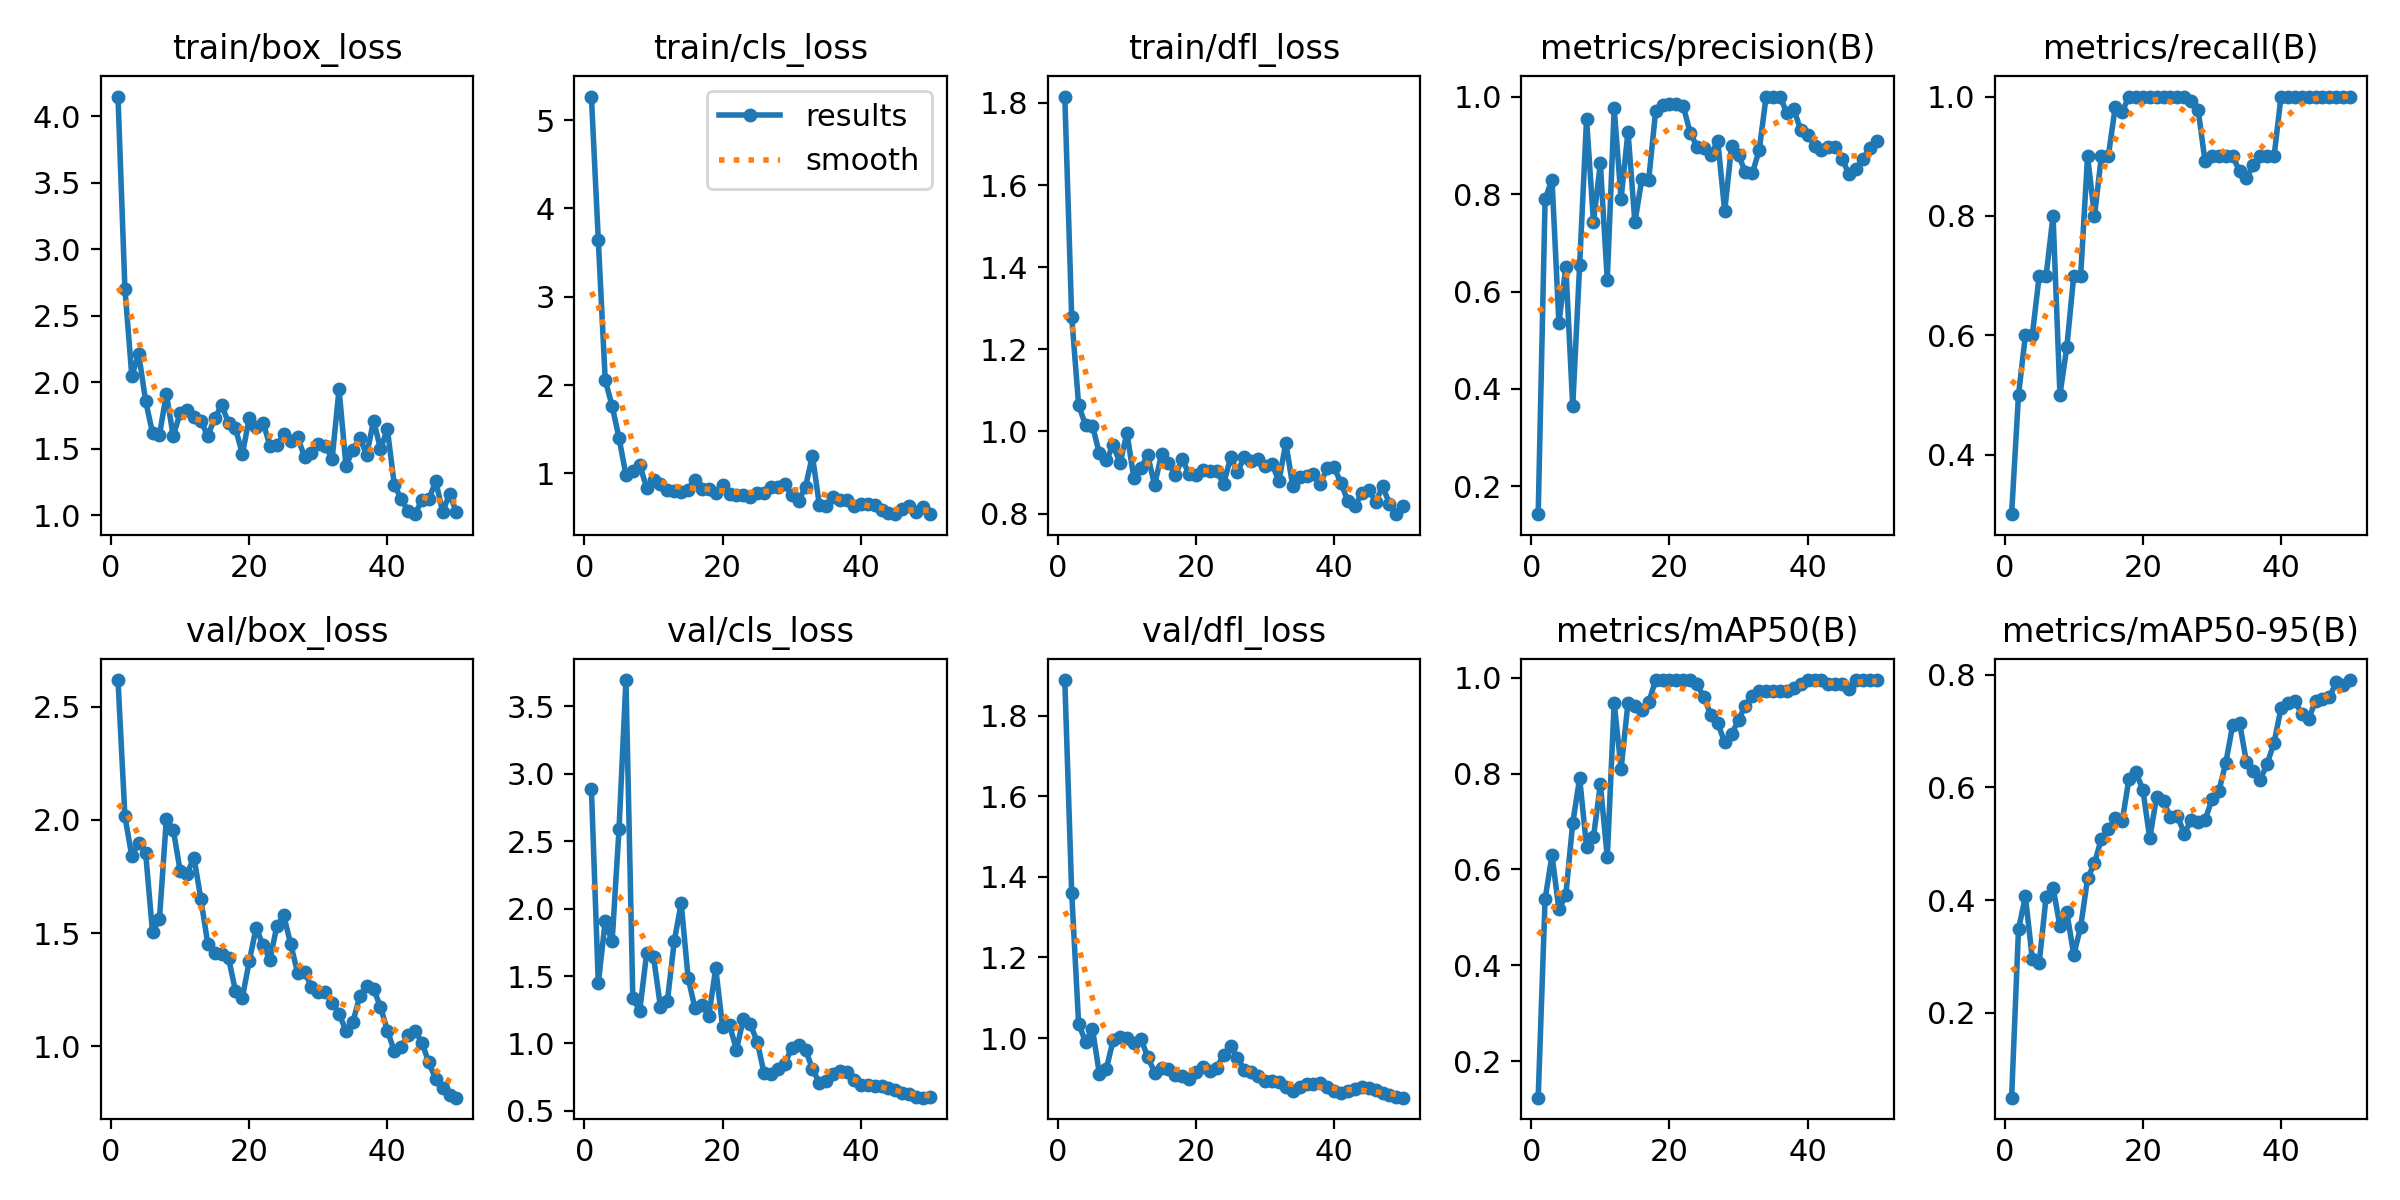 train/box_loss
4.0
3.5
3.0
2.5
2.0
1.5
1.0
0 20 40
train/cls_loss
results
smooth
5
4
3
2
1
0 20 40
train/dfl_loss
1.8
1.6
1.4
1.2
1.0
0.8
0 20 40
metrics/precision(B)
1.0
0.8
0.6
0.4
0.2
0 20 40
metrics/recall(B)
1.0
0.8
0.6
0.4
0 20 40
val/box_loss
2.5
2.0
1.5
1.0
0 20 40
val/cls_loss
3.5
3.0
2.5
2.0
1.5
1.0
0.5
0 20 40
val/dfl_loss
1.8
1.6
1.4
1.2
1.0
0 20 40
metrics/mAP50(B)
1.0
0.8
0.6
0.4
0.2
0 20 40
metrics/mAP50-95(B)
0.8
0.6
0.4
0.2
0 20 40